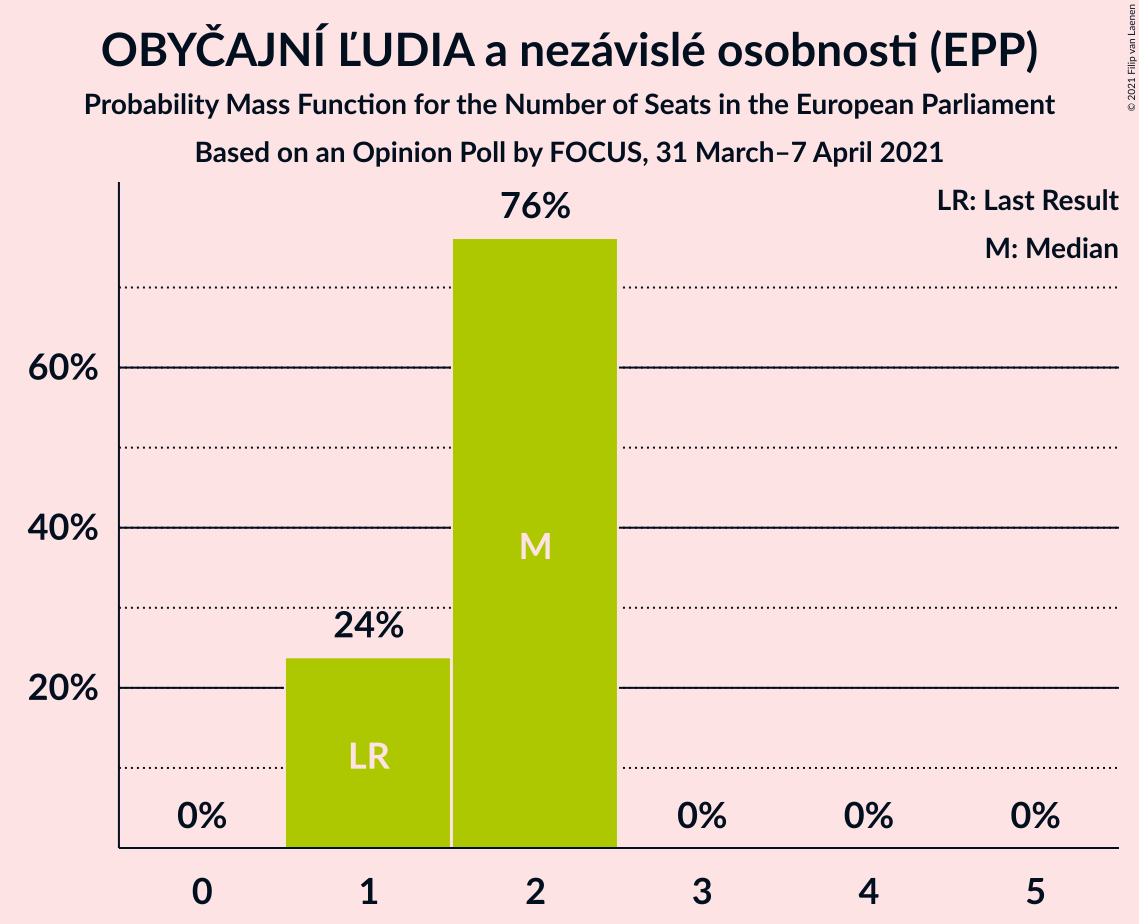 OBYČAJNÍ ĽUDIA a nezávislé osobnosti (EPP)
Probability Mass Function for the Number of Seats in the European Parliament
Based on an Opinion Poll by FOCUS, 31 March–7 April 2021
© 2021 Filip van Laenen
LR: Last Result
M: Median
76%
60%
40%
M
24%
20%
LR
0% 0% 0% 0%
0 1 2 3 4 5